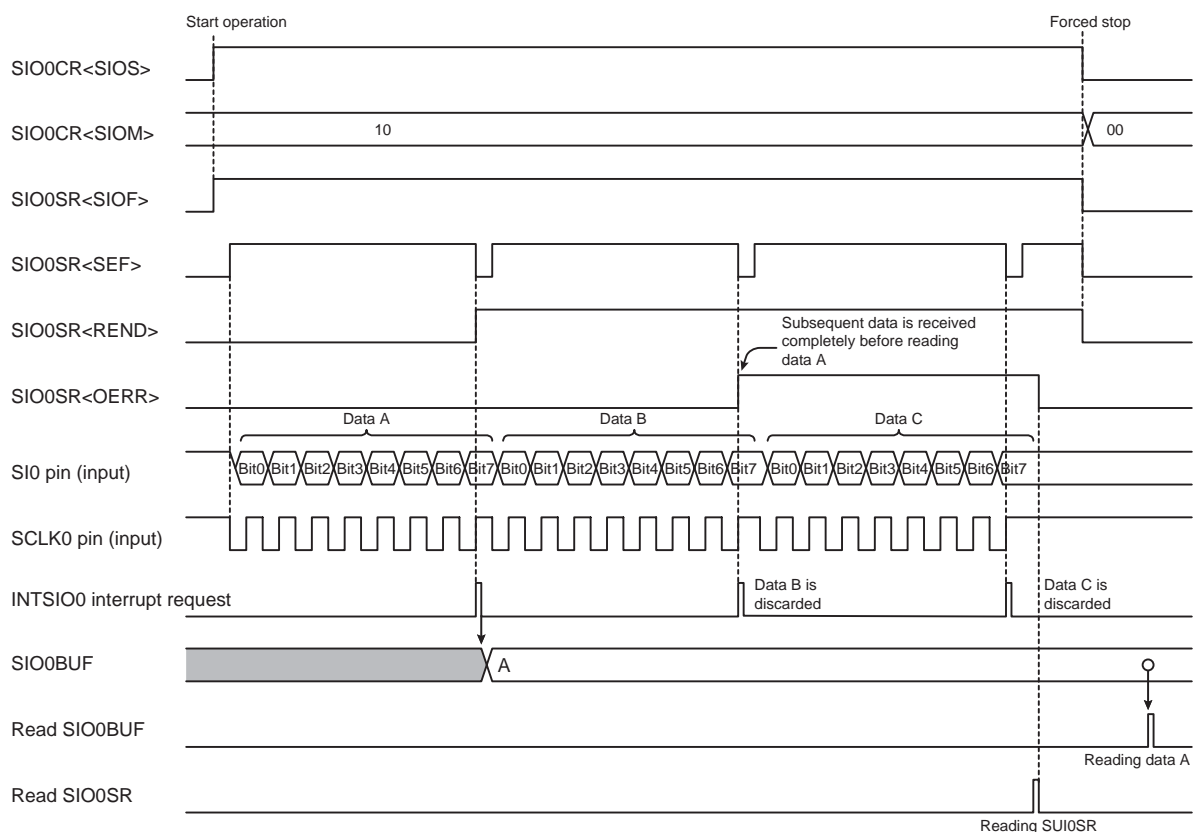 Start operation
Forced stop
SIO0CR<SIOS>
SIO0CR<SIOM>
10
00
SIO0SR<SIOF>
SIO0SR<SEF>
SIO0SR<REND>
Subsequent data is received
completely before reading
data A
SIO0SR<OERR>
Data A
Data B
Data C
SI0 pin (input)
Bit0 Bit1 Bit2 Bit3 Bit4 Bit5 Bit6 Bit7 Bit0 Bit1 Bit2 Bit3 Bit4 Bit5 Bit6 Bit7 Bit0 Bit1 Bit2 Bit3 Bit4 Bit5 Bit6 Bit7
SCLK0 pin (input)
INTSIO0 interrupt request
Data B is
discarded
Data C is
discarded
SIO0BUF
A
Read SIO0BUF
Reading data A
Read SIO0SR
Reading SUI0SR